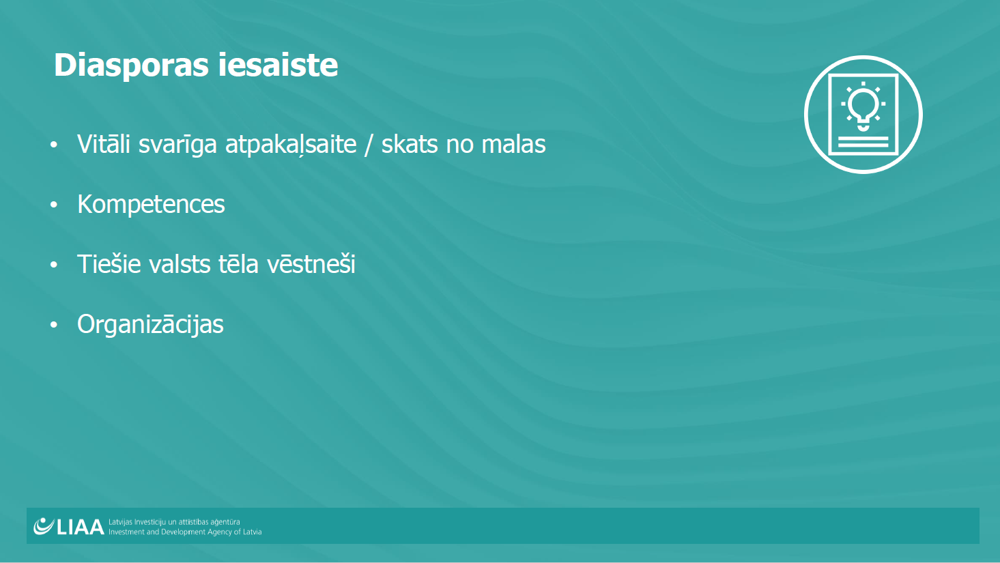 Diasporas iesaiste
• Vitāli svarīga atpakaļsaite / skats no malas
• Kompetences
• Tiešie valsts tēla vēstneši
• Organizācijas
LIAA
Latvijas Investīciju un attīstības aģentūra
Investment and Development Agency of Latvia